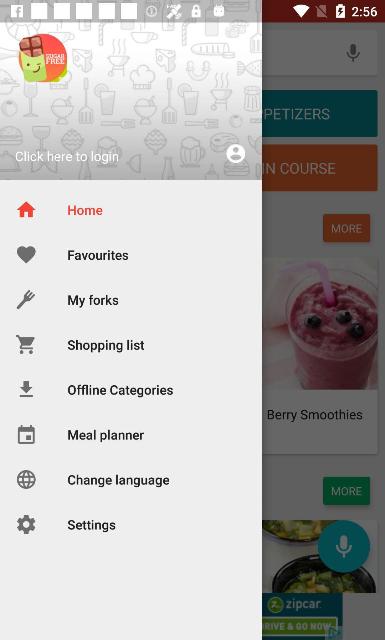 2:56
SUGAR
FREE
Click here to login
Home
Favourites
My forks
Shopping list
Offline Categories
Meal planner
Change language
Settings
PETIZERS
IN COURSE
MORE
Berry Smoothies
MORE
zipcar
RIVE & GO NOW